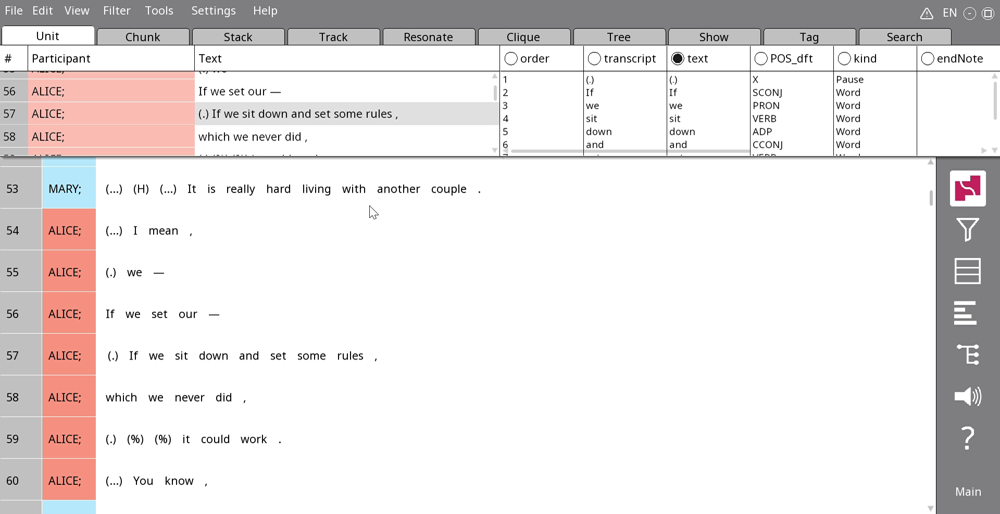 File Edit View Filter Tools Settings Help EN
Unit Chunk Stack Track Resonate Clique Tree Show Tag Search
# Participant Text order transcript text POS_dft kind endNote
56 ALICE; If we set our —
57 ALICE; (.) If we sit down and set some rules ,
58 ALICE; which we never did ,
1 (.) (.) X Pause
2 If If SCONJ Word
3 we we PRON Word
4 sit sit VERB Word
5 down down ADP Word
6 and and CCONJ Word
53 MARY; (...) (H) (...) It is really hard living with another couple .
54 ALICE; (...) I mean ,
55 ALICE; (.) we —
56 ALICE; If we set our —
57 ALICE; (.) If we sit down and set some rules ,
58 ALICE; which we never did ,
59 ALICE; (.) (%) (%) it could work .
60 ALICE; (...) You know ,
?
Main